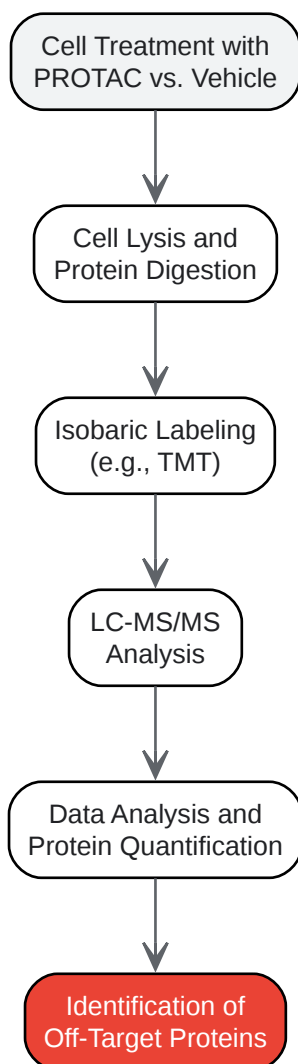 Cell Treatment with
PROTAC vs. Vehicle
Cell Lysis and
Protein Digestion
Isobaric Labeling
(e.g., TMT)
LC-MS/MS
Analysis
Data Analysis and
Protein Quantification
Identification of
Off-Target Proteins